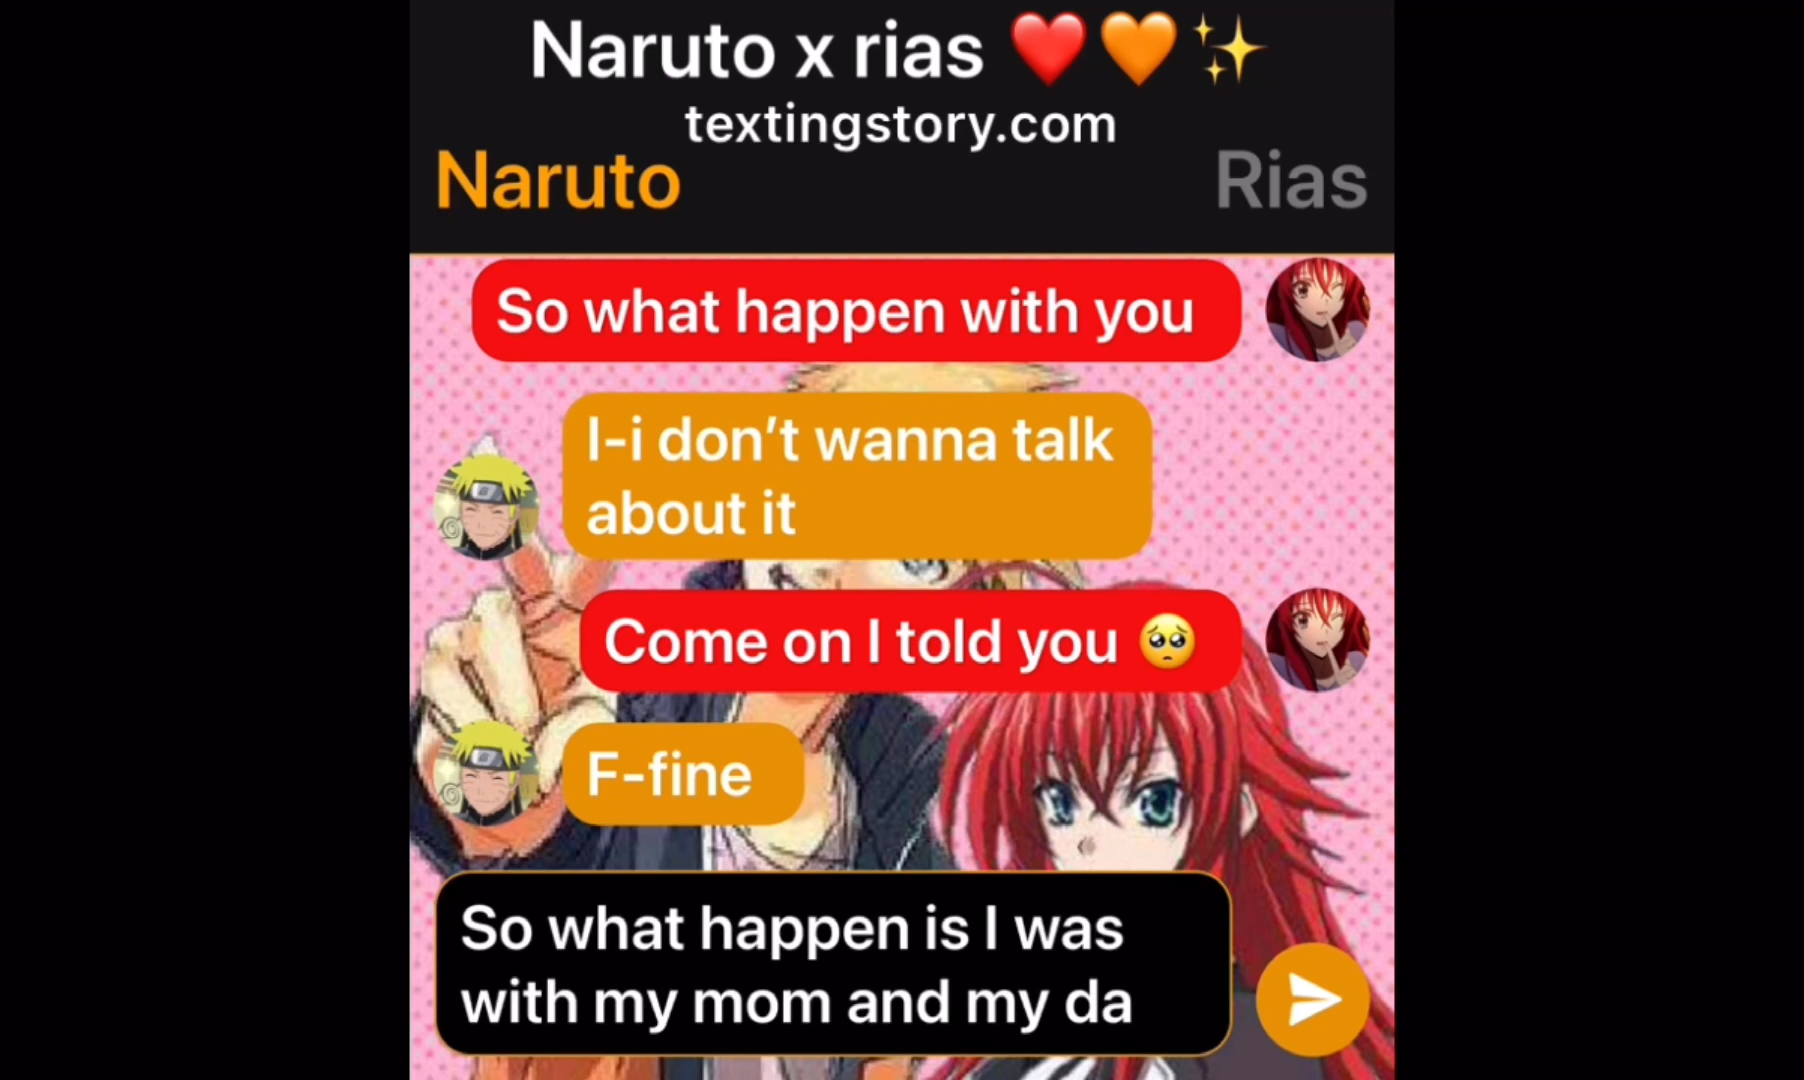 Naruto x rias ❤️🧡✨
textingstory.com
Naruto
Rias
So what happen with you
I-i don't wanna talk
about it
Come on I told you 🥺
F-fine
So what happen is I was
with my mom and my da